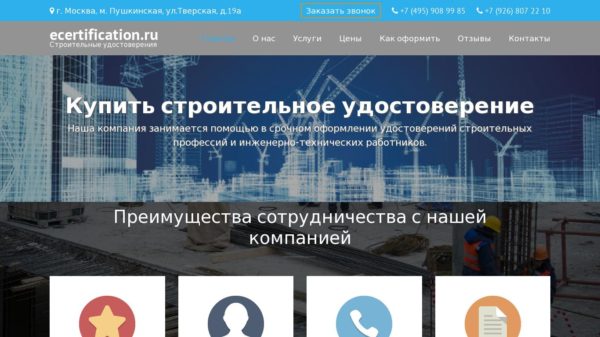 г. Москва, м. Пушкинская, ул.Тверская, д.19а
Заказать звонок
+7 (495) 908 99 85
+7 (926) 807 22 10
ecertification.ru
Строительные удостоверения
Главная
О нас
Услуги
Цены
Как оформить
Отзывы
Контакты
Купить строительное удостоверение
Наша компания занимается помощью в срочном оформлении удостоверений строительных
профессий и инженерно-технических работников.
Преимущества сотрудничества с нашей
компанией